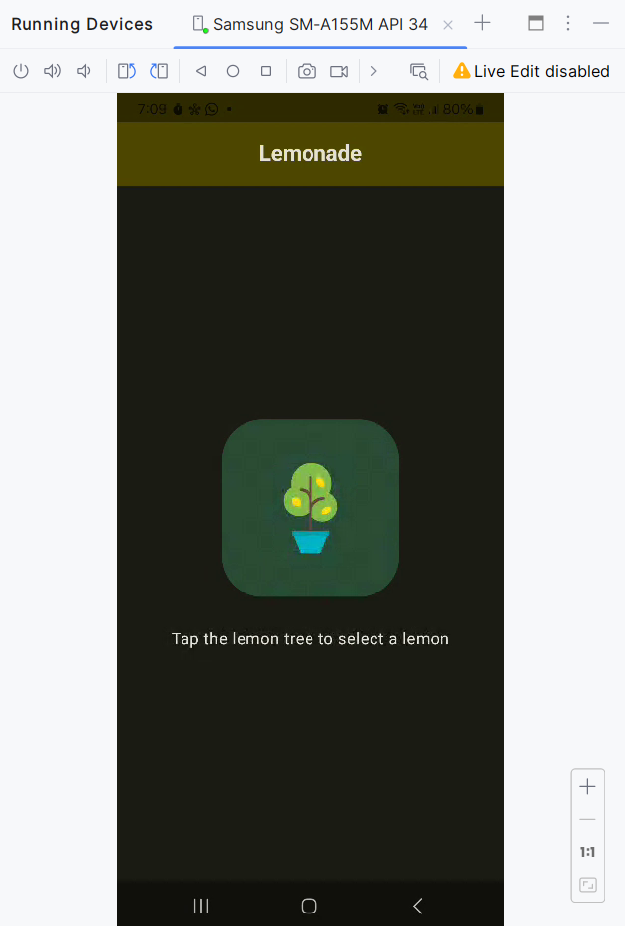 Running Devices
Samsung SM-A155M API 34
Live Edit disabled
7:09
80%
Lemonade
Tap the lemon tree to select a lemon
1:1